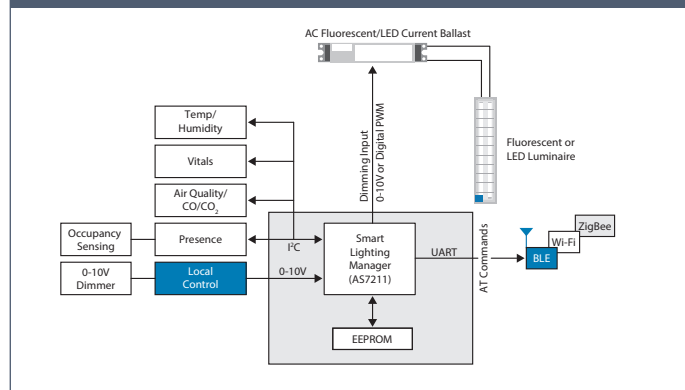 AC Fluorescent/LED Current Ballast
Temp/
Humidity
Vitals
Air Quality/
CO/CO₂
Dimming Input
0-10V or Digital PWM
Fluorescent or
LED Luminaire
Occupancy
Sensing
Presence
I²C
Smart
Lighting
Manager
(AS7211)
UART
AT Commands
ZigBee
Wi-Fi
BLE
0-10V
Dimmer
Local
Control
0-10V
EEPROM